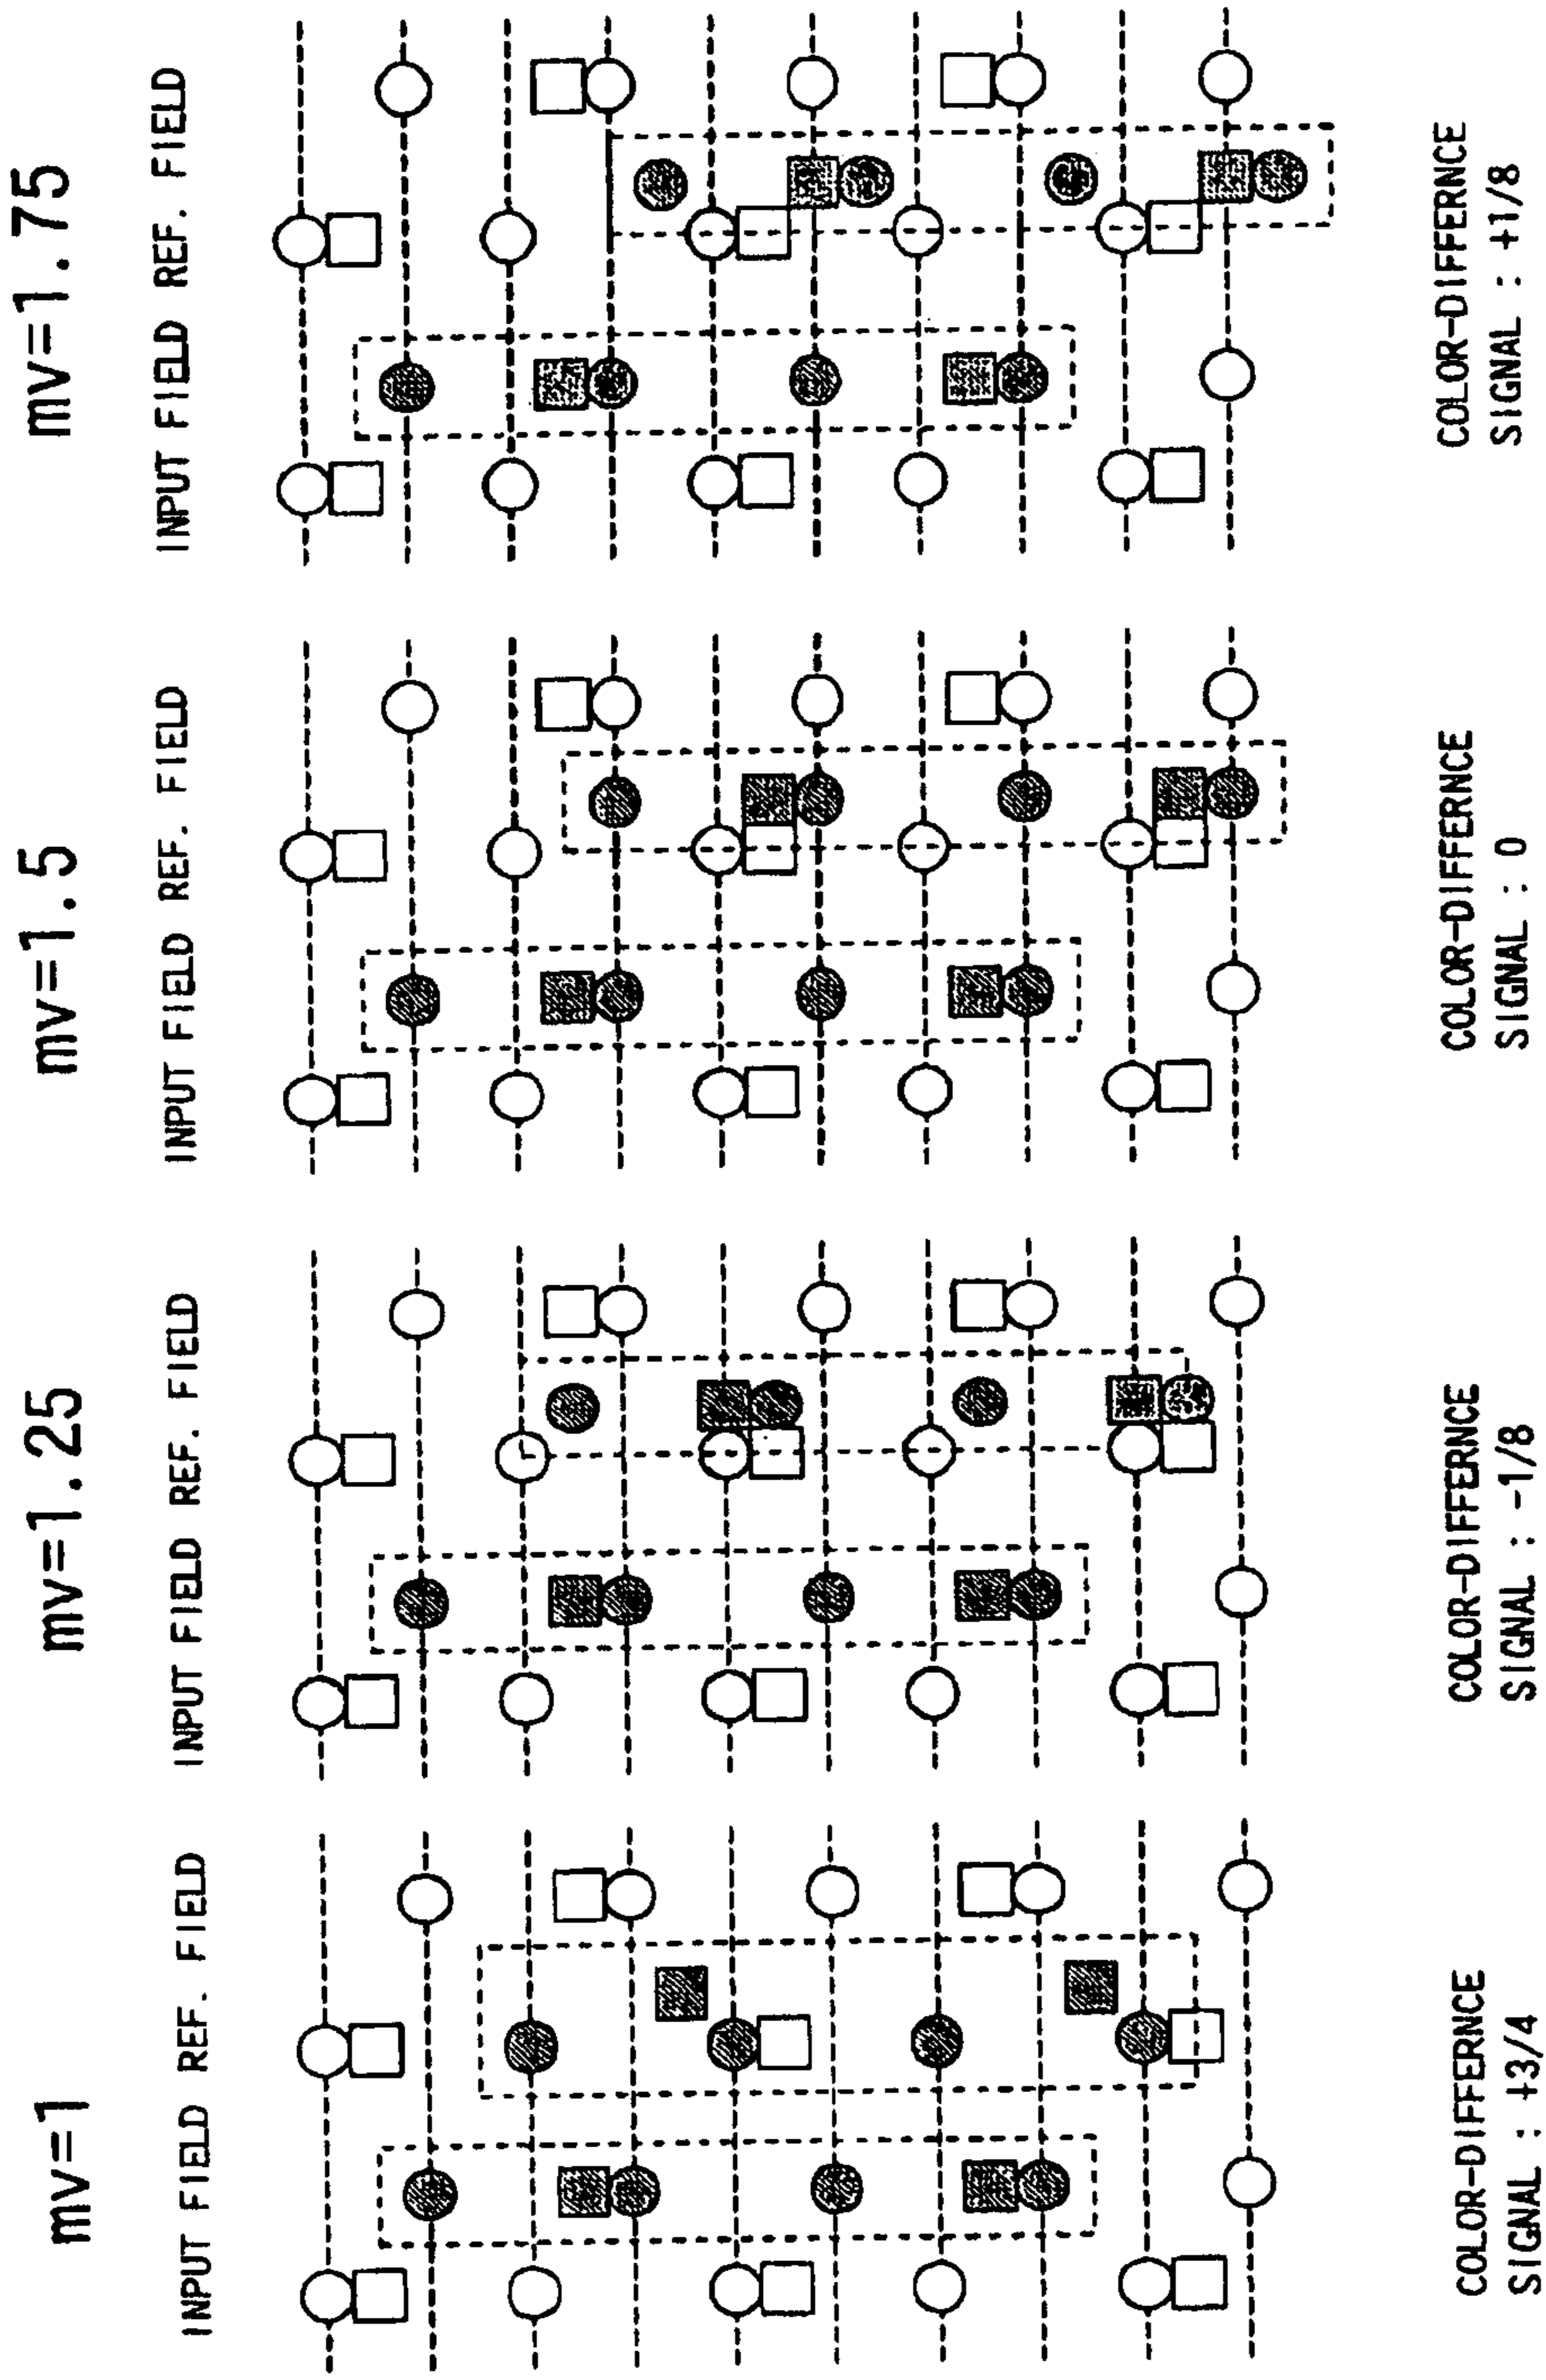 mv=1
INPUT FIELD REF. FIELD
COLOR-DIFFERNCE
SIGNAL : +3/4
mv=1.25
INPUT FIELD REF. FIELD
COLOR-DIFFERNCE
SIGNAL : -1/8
mv=1.5
INPUT FIELD REF. FIELD
COLOR-DIFFERNCE
SIGNAL : 0
mv=1.75
INPUT FIELD REF. FIELD
COLOR-DIFFERNCE
SIGNAL : +1/8